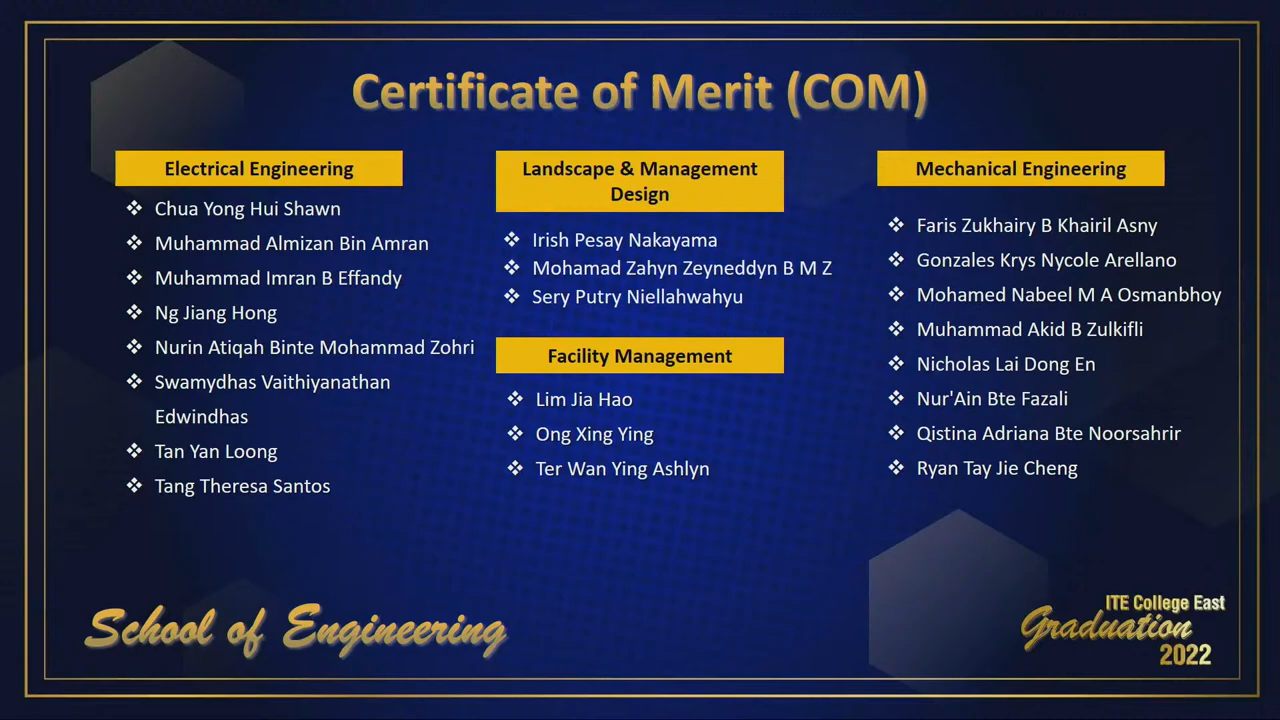 Certificate of Merit (COM)
Electrical Engineering
❖ Chua Yong Hui Shawn
❖ Muhammad Almizan Bin Amran
❖ Muhammad Imran B Effandy
❖ Ng Jiang Hong
❖ Nurin Atiqah Binte Mohammad Zohri
❖ Swamydhas Vaithiyanathan
Edwindhas
❖ Tan Yan Loong
❖ Tang Theresa Santos
Landscape & Management
Design
❖ Irish Pesay Nakayama
❖ Mohamad Zahyn Zeyneddyn B M Z
❖ Sery Putry Niellahwahyu
Facility Management
❖ Lim Jia Hao
❖ Ong Xing Ying
❖ Ter Wan Ying Ashlyn
Mechanical Engineering
❖ Faris Zukhairy B Khairil Asny
❖ Gonzales Krys Nycole Arellano
❖ Mohamed Nabeel M A Osmanbhoy
❖ Muhammad Akid B Zulkifli
❖ Nicholas Lai Dong En
❖ Nur'Ain Bte Fazali
❖ Qistina Adriana Bte Noorsahrir
❖ Ryan Tay Jie Cheng
School of Engineering
ITE College East
Graduation
2022